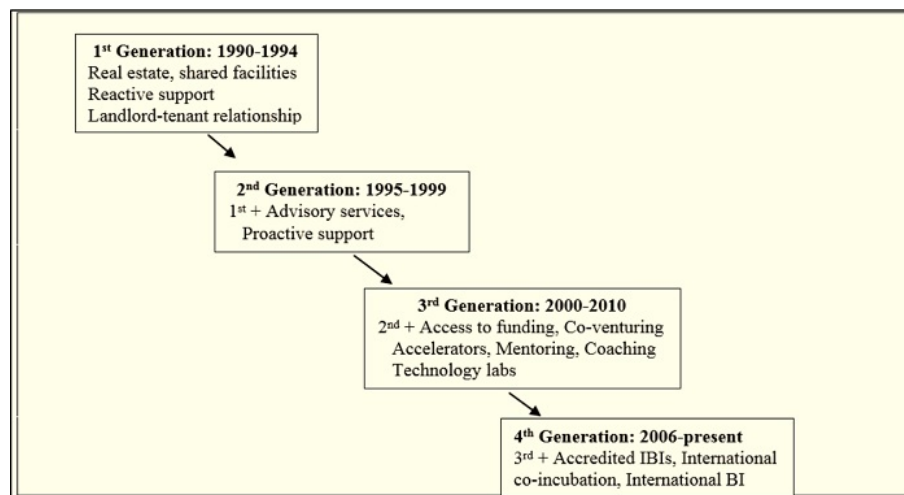 1st Generation: 1990-1994
Real estate, shared facilities
Reactive support
Landlord-tenant relationship
2nd Generation: 1995-1999
1st + Advisory services,
Proactive support
3rd Generation: 2000-2010
2nd + Access to funding, Co-venturing
Accelerators, Mentoring, Coaching
Technology labs
4th Generation: 2006-present
3rd + Accredited IBIs, International
co-incubation, International BI